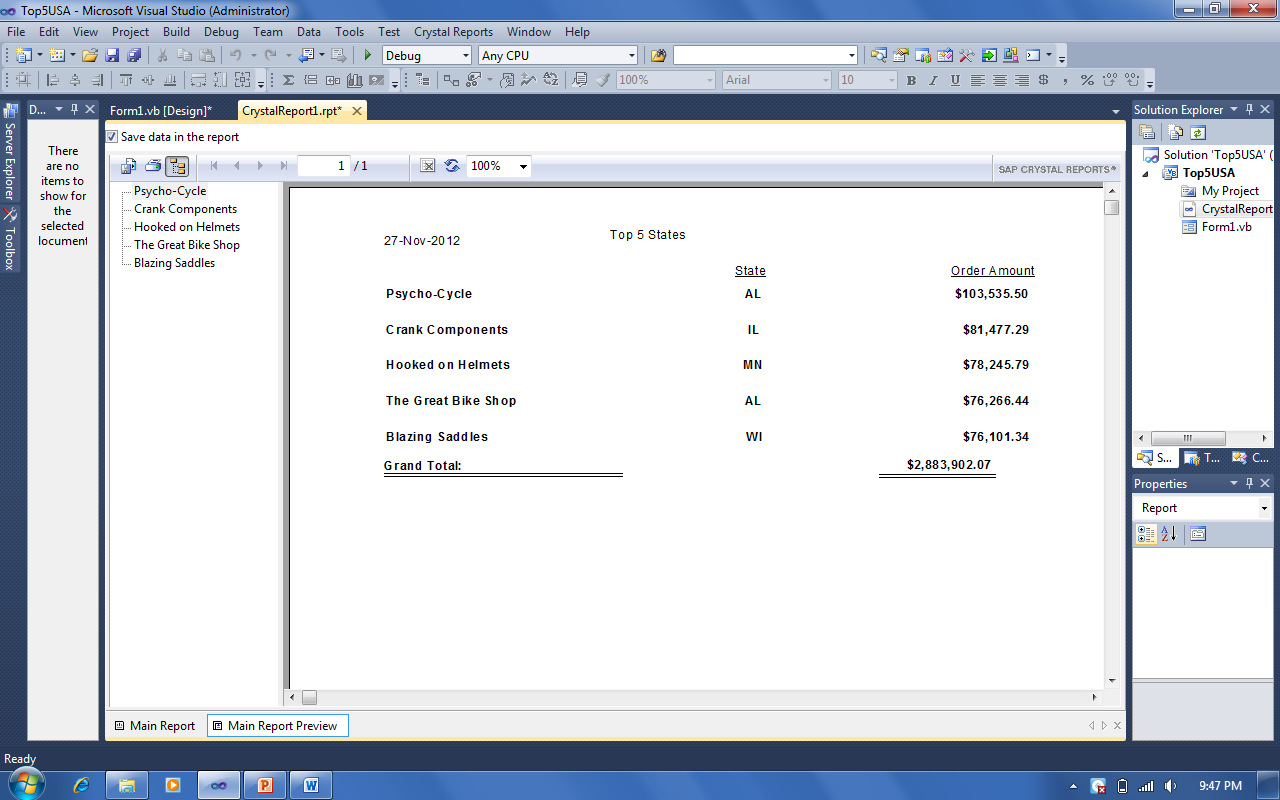 Top5USA - Microsoft Visual Studio (Administrator)
File Edit View Project Build Debug Team Data Tools Test Crystal Reports Window Help
Debug Any CPU
100% Arial 10 B I U $ , %
Server Explorer
Toolbox
D...
There
are no
items to
show for
the
selected
locument
Form1.vb [Design]* CrystalReport1.rpt*
Save data in the report
1 / 1 100% SAP CRYSTAL REPORTS
Psycho-Cycle
Crank Components
Hooked on Helmets
The Great Bike Shop
Blazing Saddles
27-Nov-2012 Top 5 States
State Order Amount
Psycho-Cycle AL $103,535.50
Crank Components IL $81,477.29
Hooked on Helmets MN $78,245.79
The Great Bike Shop AL $76,266.44
Blazing Saddles WI $76,101.34
Grand Total: $2,883,902.07
Main Report Main Report Preview
Solution Explorer
Solution 'Top5USA' (
Top5USA
My Project
CrystalReport
Form1.vb
S... T... C...
Properties
Report
Ready
9:47 PM